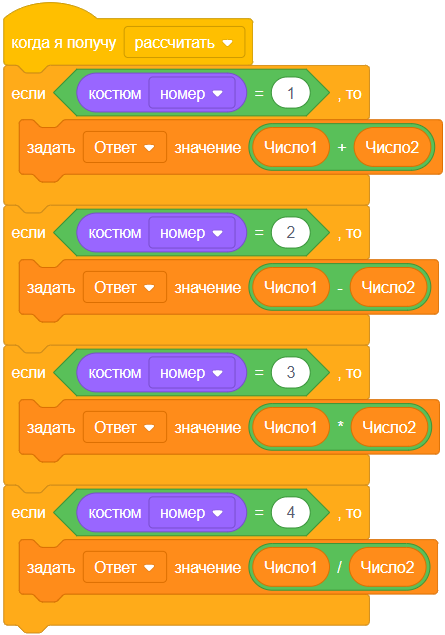 когда я получу рассчитать
если костюм номер = 1 , то
задать Ответ значение Число1 + Число2
если костюм номер = 2 , то
задать Ответ значение Число1 - Число2
если костюм номер = 3 , то
задать Ответ значение Число1 * Число2
если костюм номер = 4 , то
задать Ответ значение Число1 / Число2